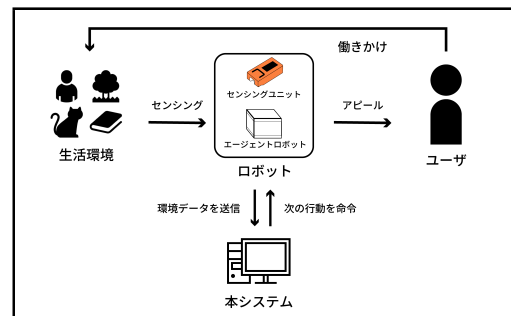 働きかけ
センシングユニット
センシング
アピール
エージェントロボット
生活環境
ユーザ
ロボット
環境データを送信
次の行動を命令
本システム